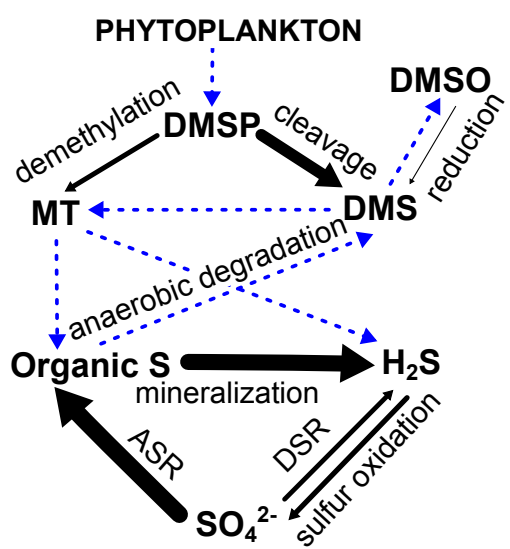 PHYTOPLANKTON
DMSO
demethylation
DMSP
cleavage
reduction
MT
DMS
anaerobic degradation
Organic S
H₂S
mineralization
ASR
DSR
sulfur oxidation
SO₄²⁻